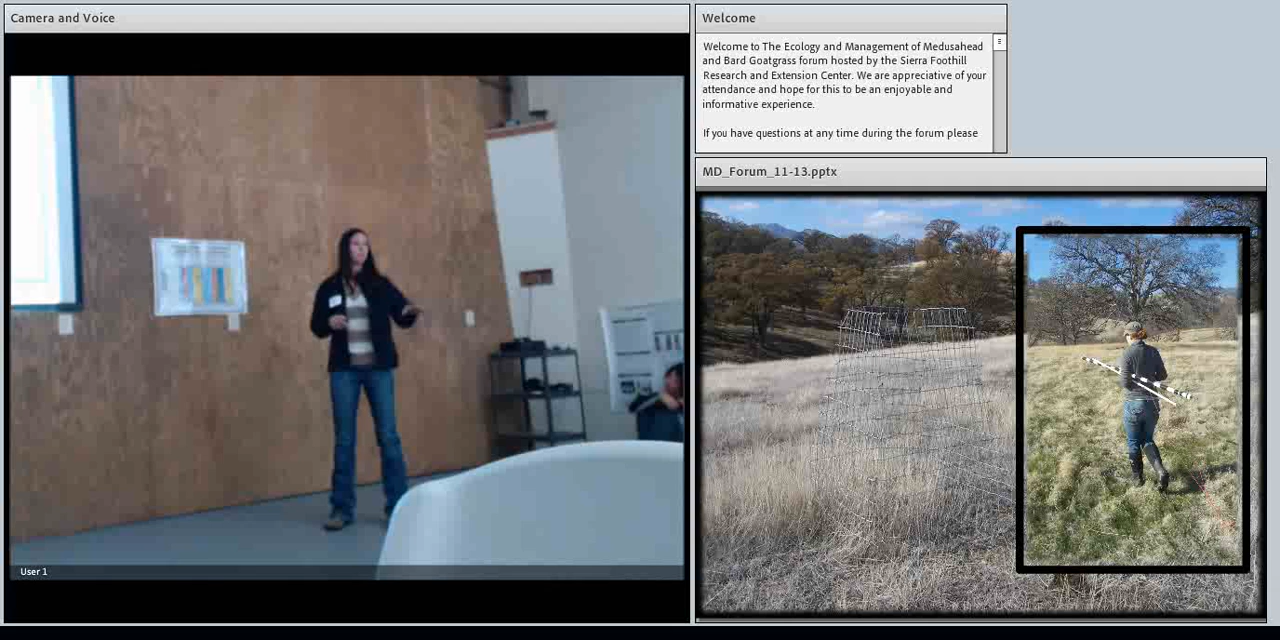 Camera and Voice
User 1
Welcome
Welcome to The Ecology and Management of Medusahead
and Bard Goatgrass forum hosted by the Sierra Foothill
Research and Extension Center. We are appreciative of your
attendance and hope for this to be an enjoyable and
informative experience.
If you have questions at any time during the forum please
MD_Forum_11-13.pptx